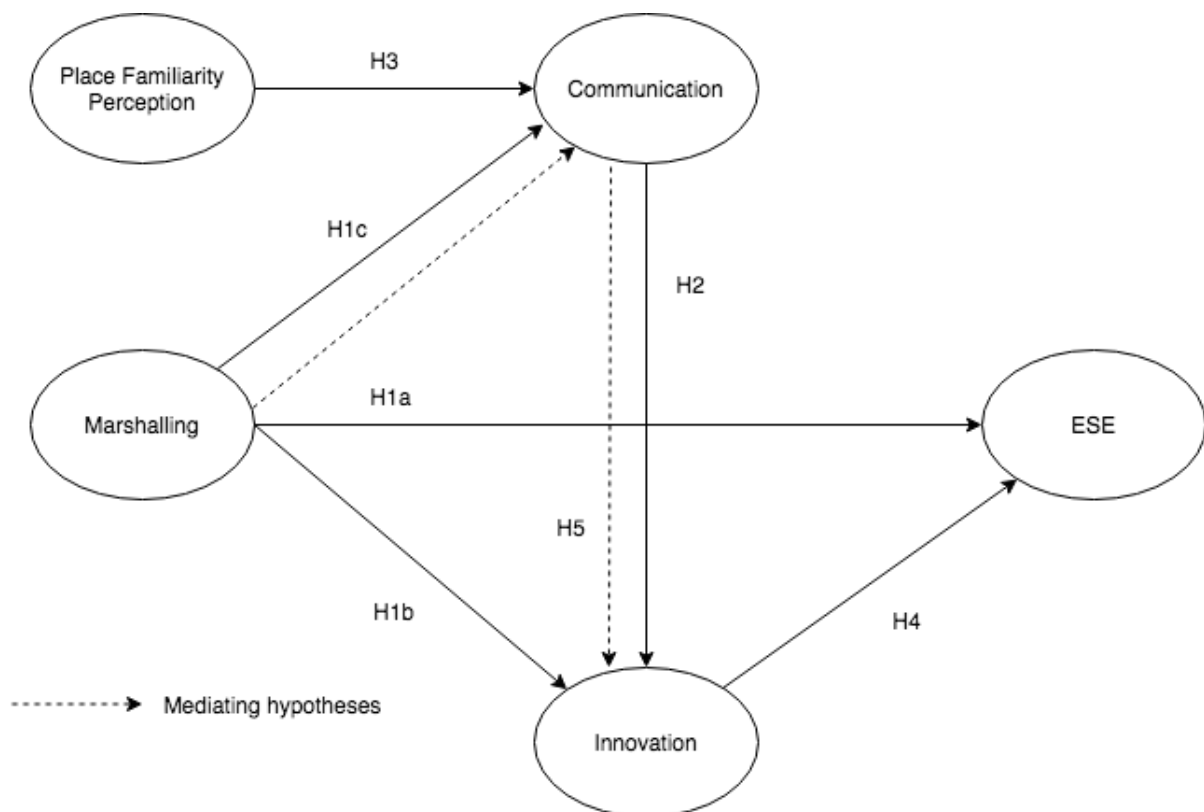 Place Familiarity
Perception
H3
Communication
H1c
H2
Marshalling
H1a
ESE
H5
H1b
H4
Mediating hypotheses
Innovation